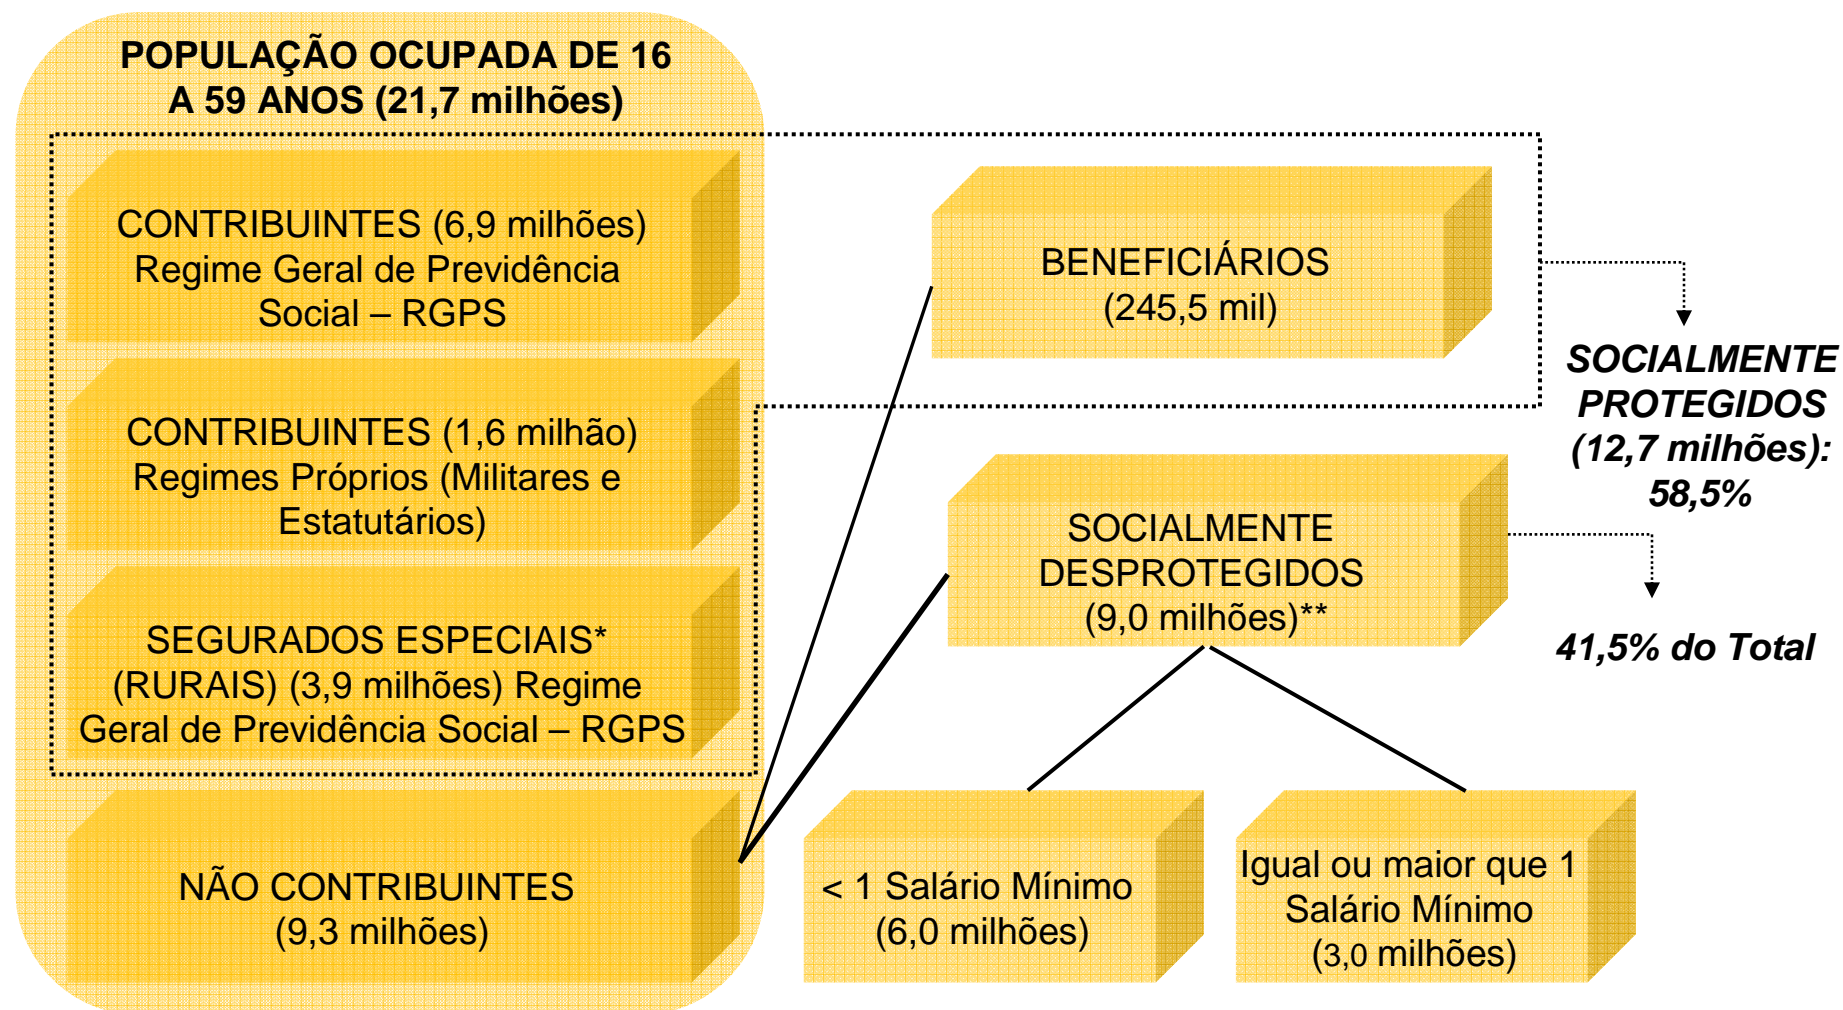 POPULAÇÃO OCUPADA DE 16
A 59 ANOS (21,7 milhões)
CONTRIBUINTES (6,9 milhões)
Regime Geral de Previdência
Social – RGPS
CONTRIBUINTES (1,6 milhão)
Regimes Próprios (Militares e
Estatutários)
SEGURADOS ESPECIAIS*
(RURAIS) (3,9 milhões) Regime
Geral de Previdência Social – RGPS
NÃO CONTRIBUINTES
(9,3 milhões)
BENEFICIÁRIOS
(245,5 mil)
SOCIALMENTE
DESPROTEGIDOS
(9,0 milhões)**
< 1 Salário Mínimo
(6,0 milhões)
Igual ou maior que 1
Salário Mínimo
(3,0 milhões)
SOCIALMENTE
PROTEGIDOS
(12,7 milhões):
58,5%
41,5% do Total